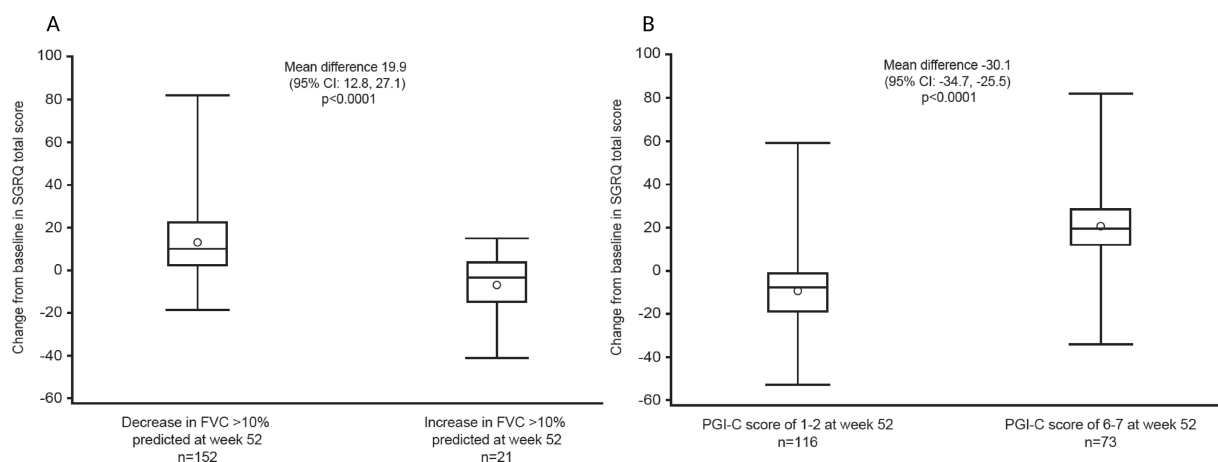 A
Mean difference 19.9
(95% CI: 12.8, 27.1)
p<0.0001
Change from baseline in SGRQ total score
100
80
60
40
20
0
-20
-40
-60
Decrease in FVC >10%
predicted at week 52
n=152
Increase in FVC >10%
predicted at week 52
n=21
B
Mean difference -30.1
(95% CI: -34.7, -25.5)
p<0.0001
Change from baseline in SGRQ total score
100
80
60
40
20
0
-20
-40
-60
PGI-C score of 1-2 at week 52
n=116
PGI-C score of 6-7 at week 52
n=73